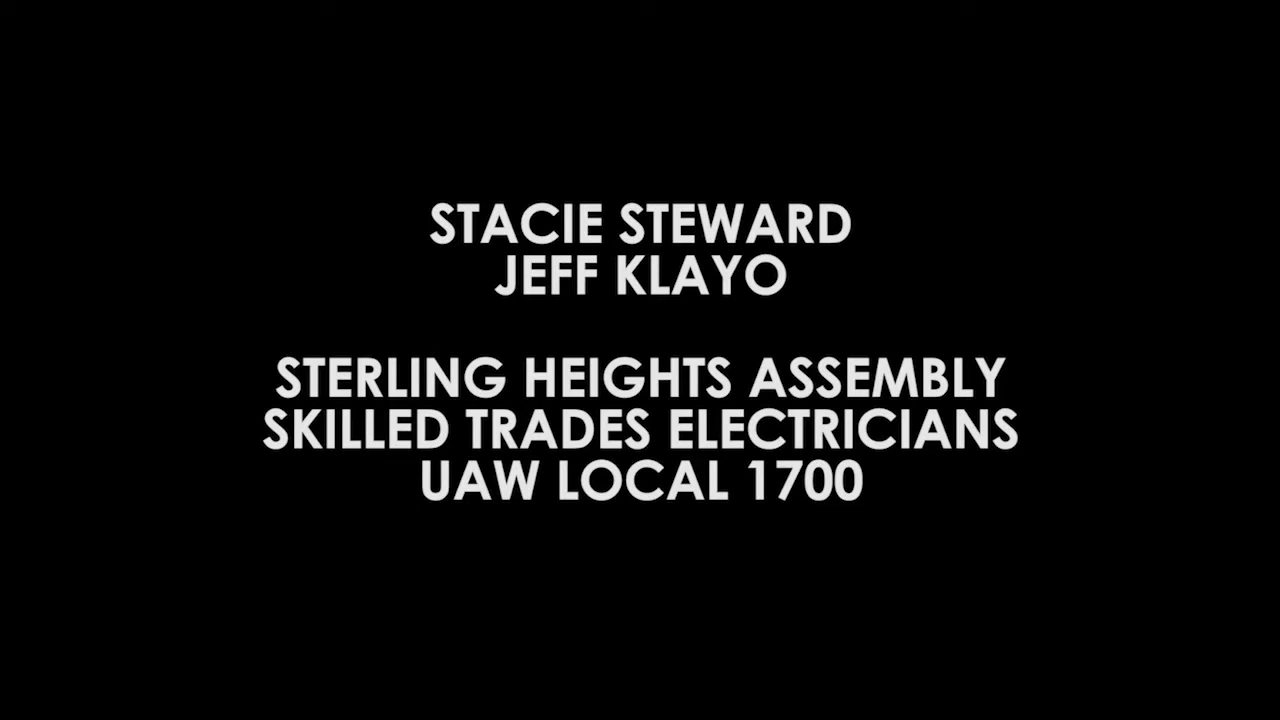 STACIE STEWARD
JEFF KLAYO
STERLING HEIGHTS ASSEMBLY
SKILLED TRADES ELECTRICIANS
UAW LOCAL 1700